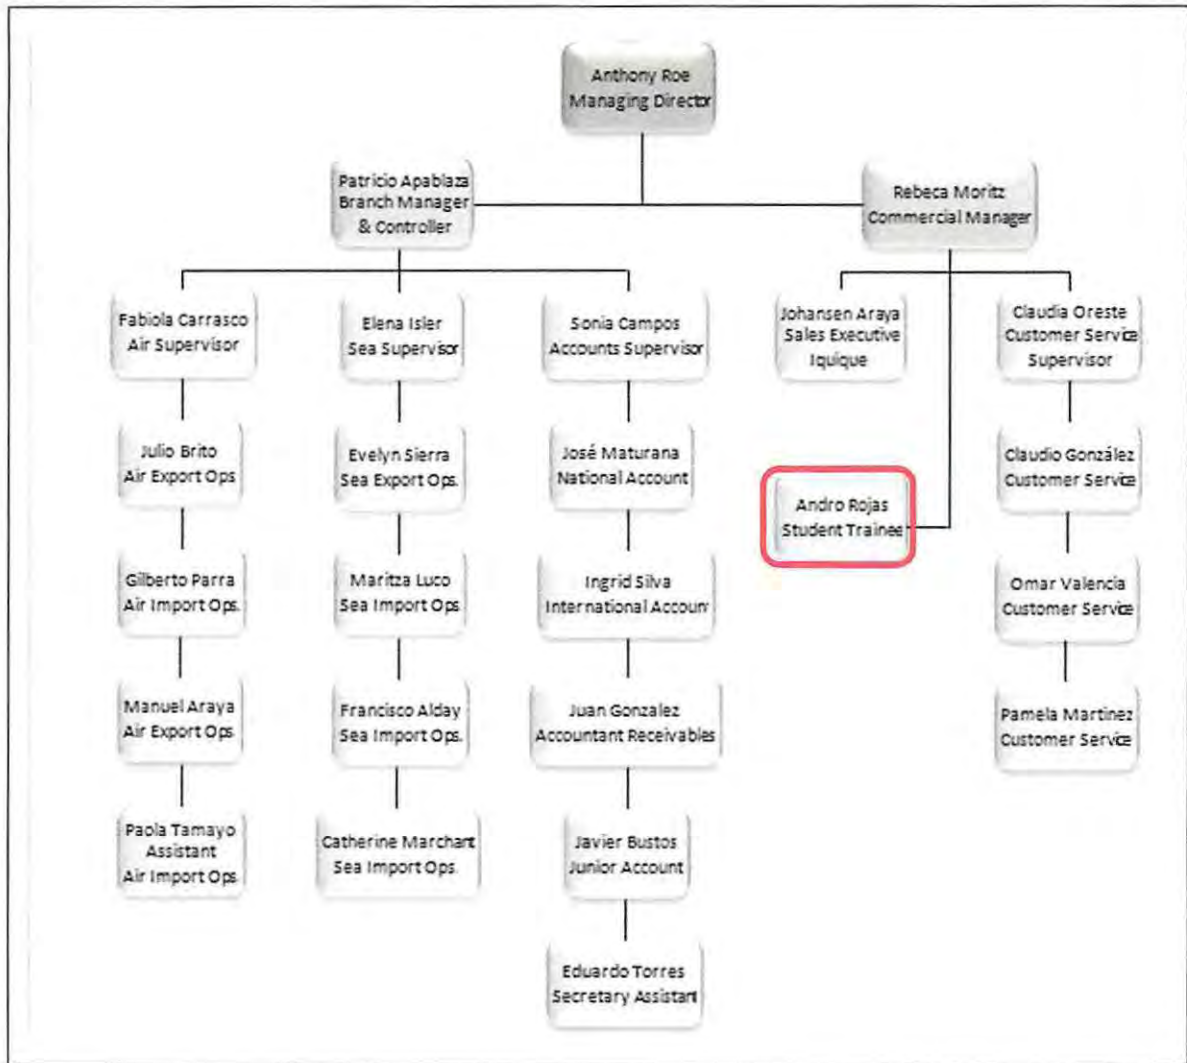 Anthony Roe
Managing Director
Patricio Apablaza
Branch Manager
& Controller
Rebeca Moritz
Commercial Manager
Fabiola Carrasco
Air Supervisor
Elena Isler
Sea Supervisor
Sonia Campos
Accounts Supervisor
Johansen Araya
Sales Executive
Iquique
Claudia Oreste
Customer Service
Supervisor
Julio Brito
Air Export Ops
Evelyn Sierra
Sea Export Ops.
José Maturana
National Account
Andro Rojas
Student Trainee
Claudio González
Customer Service
Gilberto Parra
Air Import Ops.
Maritza Luco
Sea Import Ops.
Ingrid Silva
International Account
Omar Valencia
Customer Service
Manuel Araya
Air Export Ops
Francisco Alday
Sea Import Ops.
Juan Gonzalez
Accountant Receivables
Pamela Martinez
Customer Service
Paola Tamayo
Assistant
Air Import Ops
Catherine Marchant
Sea Import Ops.
Javier Bustos
Junior Account
Eduardo Torres
Secretary Assistant